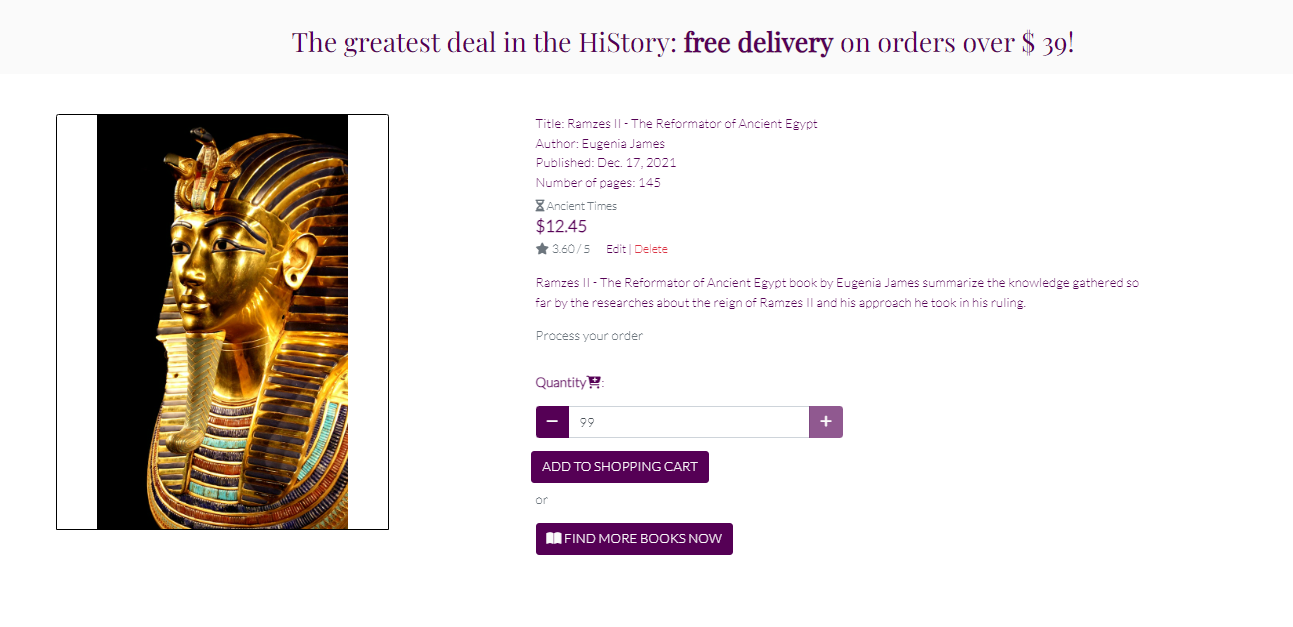 The greatest deal in the HiStory: free delivery on orders over $ 39!
Title: Ramzes II - The Reformator of Ancient Egypt
Author: Eugenia James
Published: Dec. 17, 2021
Number of pages: 145
Ancient Times
$12.45
3.60 / 5 Edit | Delete
Ramzes II - The Reformator of Ancient Egypt book by Eugenia James summarize the knowledge gathered so
far by the researches about the reign of Ramzes II and his approach he took in his ruling.
Process your order
Quantity:
− 99 +
ADD TO SHOPPING CART
or
FIND MORE BOOKS NOW